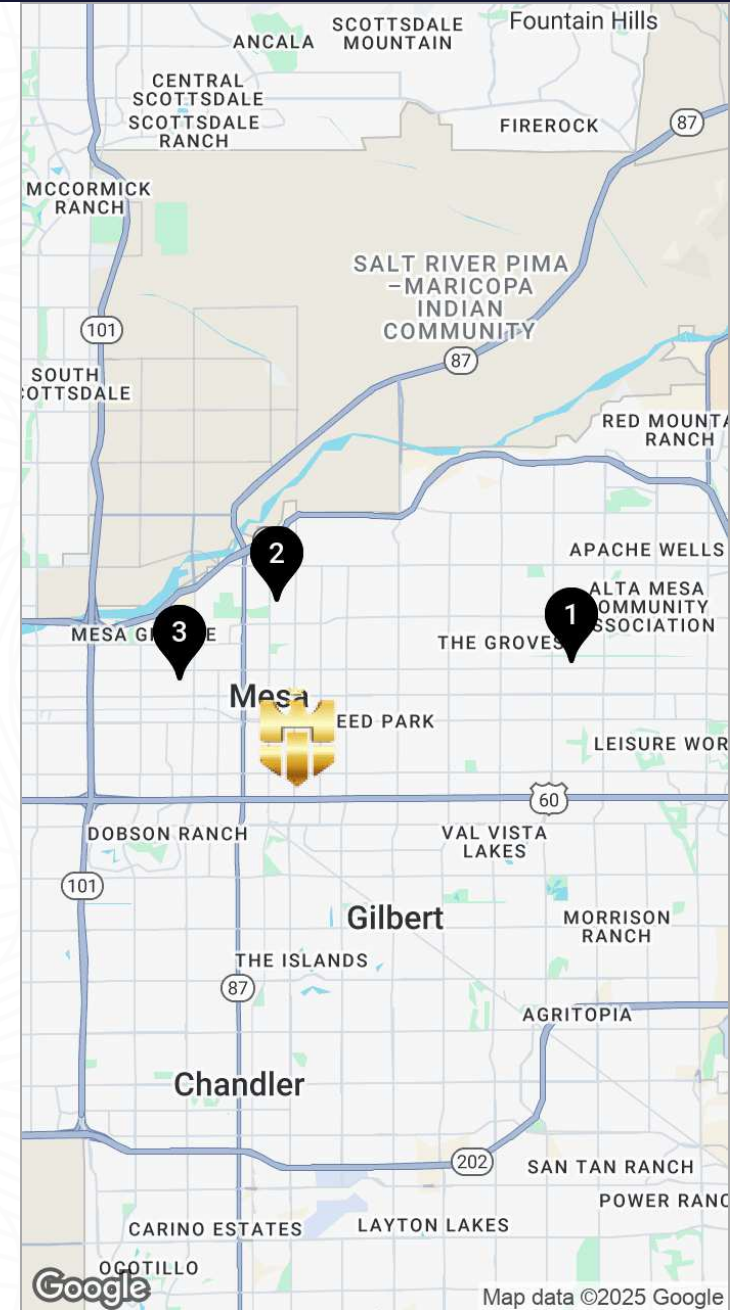 SCOTTSDALE
MOUNTAIN
Fountain Hills
ANCALA
CENTRAL
SCOTTSDALE
SCOTTSDALE
RANCH
FIREROCK
87
MCCORMICK
RANCH
SALT RIVER PIMA
–MARICOPA
INDIAN
COMMUNITY
101
87
SOUTH
COTTSDALE
RED MOUNTA
RANCH
2
APACHE WELLS
1
ALTA MESA
OMMUNITY
SSOCIATION
3
MESA G E
THE GROVES
Mesa
EED PARK
LEISURE WOR
60
DOBSON RANCH
VAL VISTA
LAKES
101
Gilbert
MORRISON
RANCH
THE ISLANDS
87
AGRITOPIA
Chandler
202
SAN TAN RANCH
POWER RANC
CARINO ESTATES
LAYTON LAKES
OCOTILLO
Google
Map data ©2025 Google